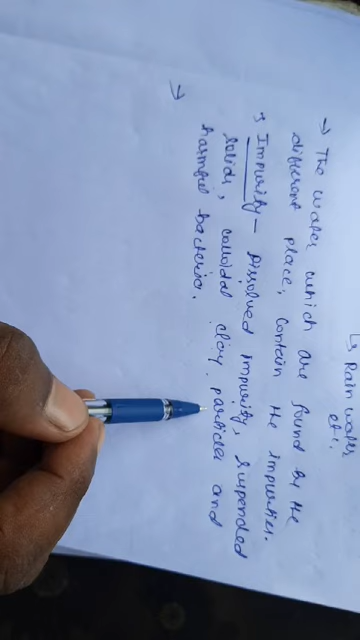 ↳ Rain water
etc.
→ The water which are found by the
different place, contain the impurities.
→ Impurity - Dissolved impurity, suspended
solids, colloidal clay particles and
harmful bacteria.
→